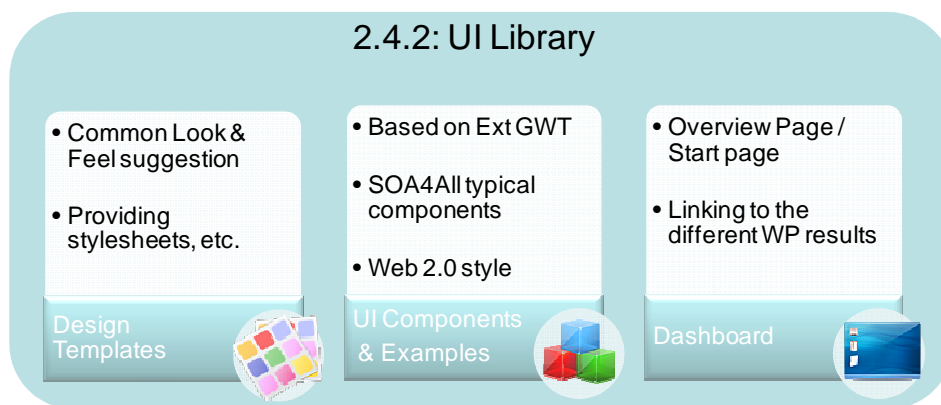 2.4.2: UI Library
• Common Look &
Feel suggestion
• Providing
stylesheets, etc.
Design
Templates
• Based on Ext GWT
• SOA4All typical
components
• Web 2.0 style
UI Components
& Examples
• Overview Page /
Start page
• Linking to the
different WP results
Dashboard